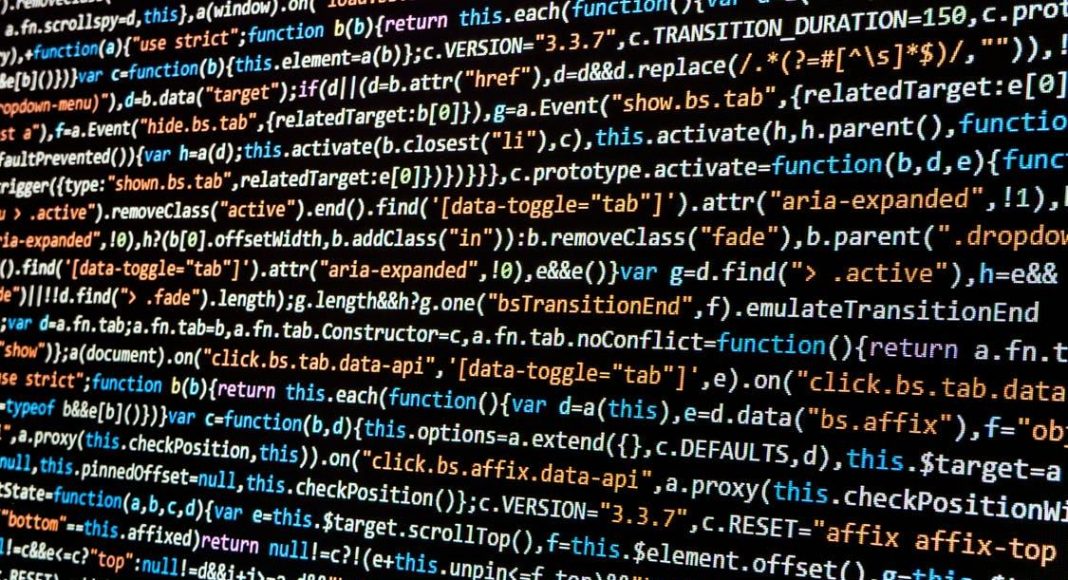 a.fn.scrollspy=d,this},a(window).on(
),+function(a){"use strict";function b(b){return this.each(function(){
&e[b]()})}var c=function(b){this.element=a(b)};c.VERSION="3.3.7",c.TRANSITION_DURATION=150,c.prot
ropdown-menu)"),d=b.data("target");if(d||(d=b.attr("href"),d=d&&d.replace(/.*(?=#[^\s]*$)/,"")),!
st a"),f=a.Event("hide.bs.tab",{relatedTarget:b[0]}),g=a.Event("show.bs.tab",{relatedTarget:e[0]
faultPrevented()){var h=a(d);this.activate(b.closest("li"),c),this.activate(h,h.parent(),functio
rigger({type:"shown.bs.tab",relatedTarget:e[0]})})}}},c.prototype.activate=function(b,d,e){func
> .active").removeClass("active").end().find('[data-toggle="tab"]').attr("aria-expanded",!1),
ia-expanded",!0),h?(b[0].offsetWidth,b.addClass("in")):b.removeClass("fade"),b.parent(".dropdow
().find('[data-toggle="tab"]').attr("aria-expanded",!0),e&&e()}var g=d.find("> .active"),h=e&&
de")||!!d.find("> .fade").length);g.length&&h?g.one("bsTransitionEnd",f).emulateTransitionEnd
;var d=a.fn.tab;a.fn.tab=b,a.fn.tab.Constructor=c,a.fn.tab.noConflict=function(){return a.fn.t
"show")};a(document).on("click.bs.tab.data-api",'[data-toggle="tab"]',e).on("click.bs.tab.data
se strict";function b(b){return this.each(function(){var d=a(this),e=d.data("bs.affix"),f="obj
=typeof b&&e[b]()})}var c=function(b,d){this.options=a.extend({},c.DEFAULTS,d),this.$target=a
",a.proxy(this.checkPosition,this)).on("click.bs.affix.data-api",a.proxy(this.checkPositionWi
null,this.pinnedOffset=null,this.checkPosition()};c.VERSION="3.3.7",c.RESET="affix affix-top
tState=function(a,b,c,d){var e=this.$target.scrollTop(),f=this.$element.offset(),g=this.$
"bottom"==this.affixed)return null!=c?!(e+this.unpin<=f.top)&&
l!=c&&e<=c?"top":null!=d&&i+j>=a-d&&
.RESET)